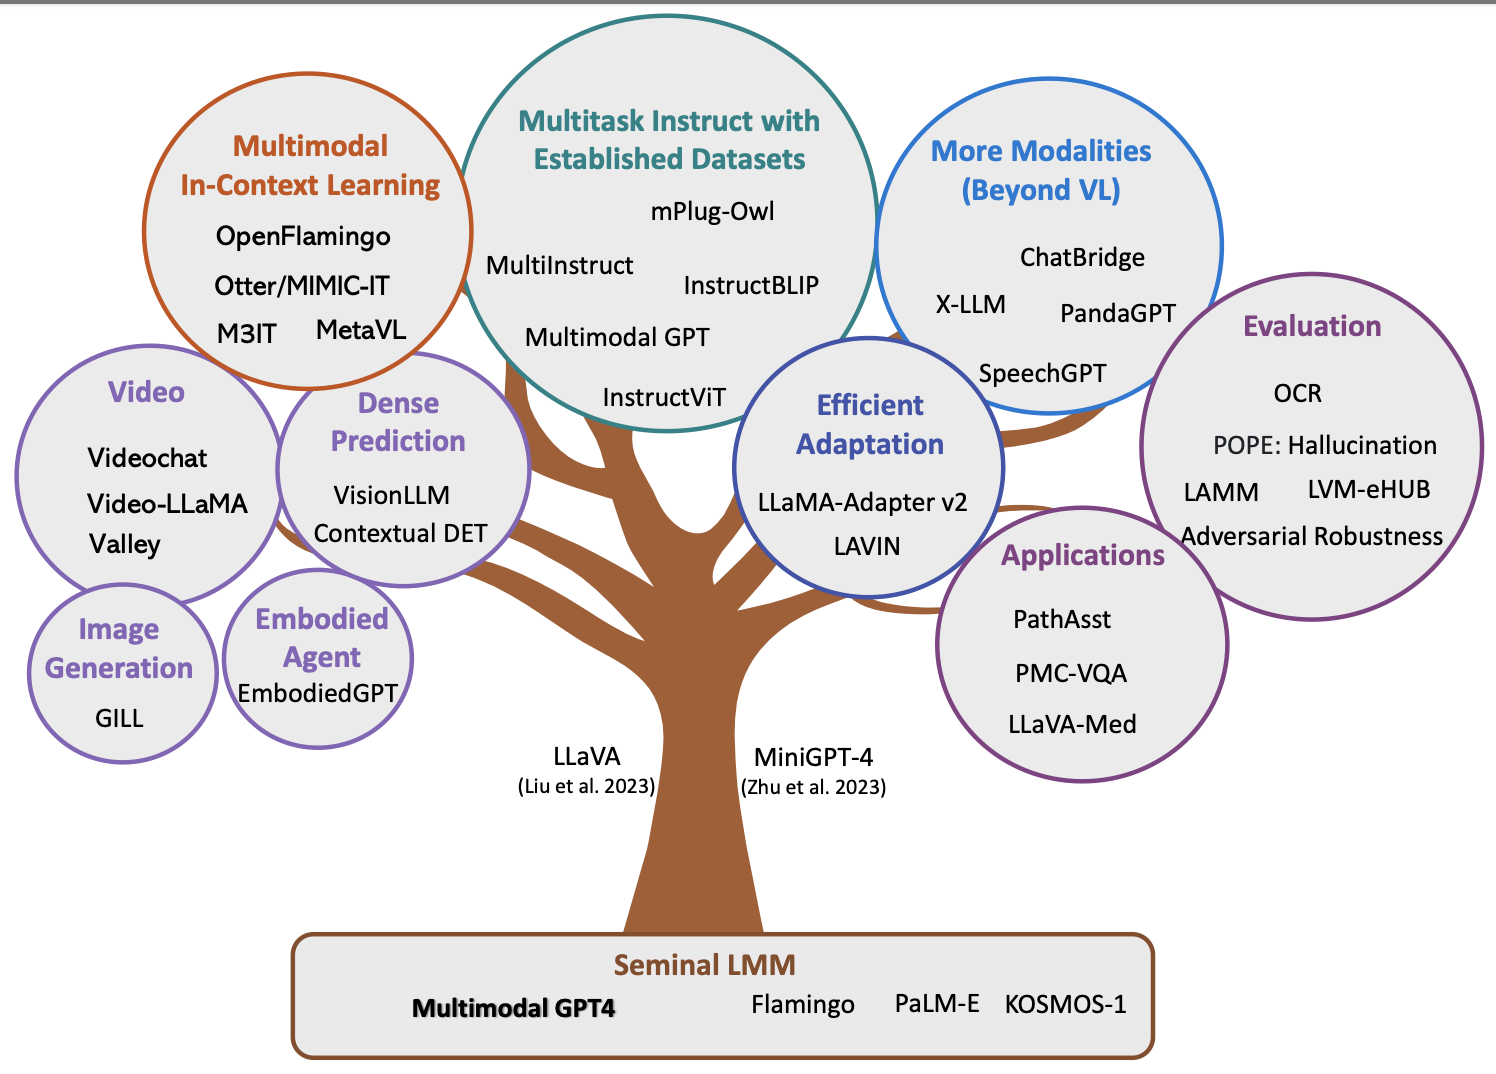 Multimodal
In-Context Learning
OpenFlamingo
Otter/MIMIC-IT
M3IT MetaVL
Multitask Instruct with
Established Datasets
mPlug-Owl
MultiInstruct
InstructBLIP
Multimodal GPT
InstructViT
More Modalities
(Beyond VL)
ChatBridge
X-LLM
PandaGPT
SpeechGPT
Evaluation
OCR
POPE: Hallucination
LAMM LVM-eHUB
Adversarial Robustness
Video
Videochat
Video-LLaMA
Valley
Dense
Prediction
VisionLLM
Contextual DET
Efficient
Adaptation
LLaMA-Adapter v2
LAVIN
Applications
PathAsst
PMC-VQA
LLaVA-Med
Image
Generation
GILL
Embodied
Agent
EmbodiedGPT
LLaVA
(Liu et al. 2023)
MiniGPT-4
(Zhu et al. 2023)
Seminal LMM
Multimodal GPT4 Flamingo PaLM-E KOSMOS-1